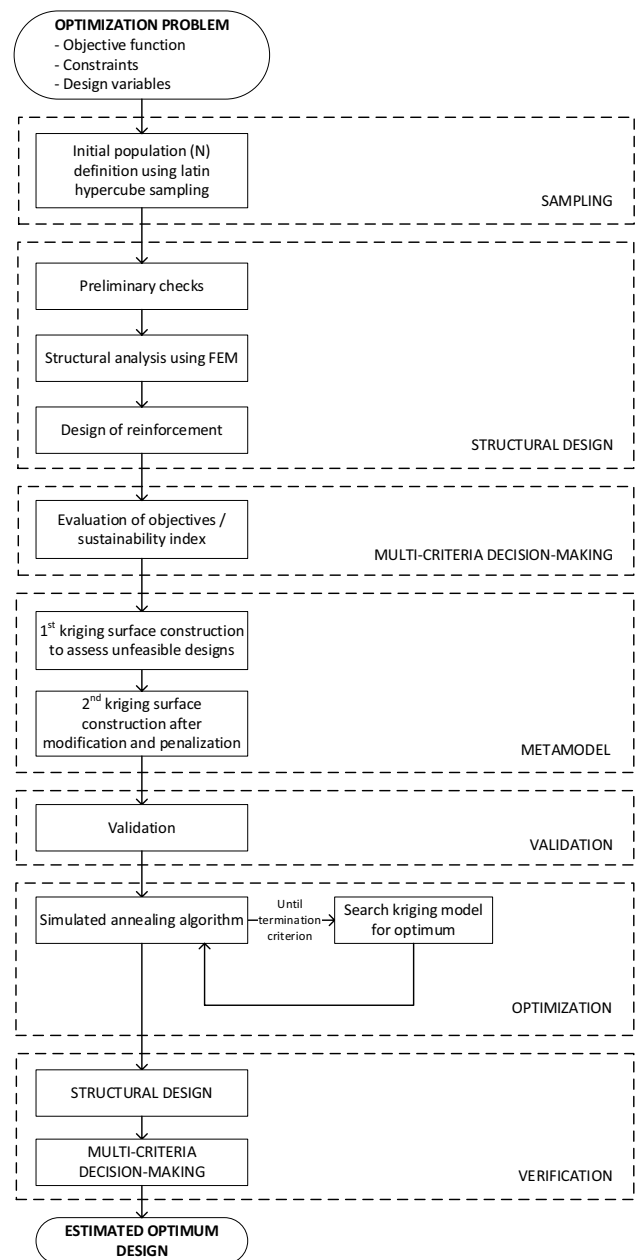 OPTIMIZATION PROBLEM
- Objective function
- Constraints
- Design variables
Initial population (N)
definition using latin
hypercube sampling
SAMPLING
Preliminary checks
Structural analysis using FEM
Design of reinforcement
STRUCTURAL DESIGN
Evaluation of objectives /
sustainability index
MULTI-CRITERIA DECISION-MAKING
1st kriging surface construction
to assess unfeasible designs
2nd kriging surface
construction after
modification and penalization
METAMODEL
Validation
VALIDATION
Simulated annealing algorithm
Until
termination
criterion
Search kriging model
for optimum
OPTIMIZATION
STRUCTURAL DESIGN
MULTI-CRITERIA
DECISION-MAKING
VERIFICATION
ESTIMATED OPTIMUM
DESIGN